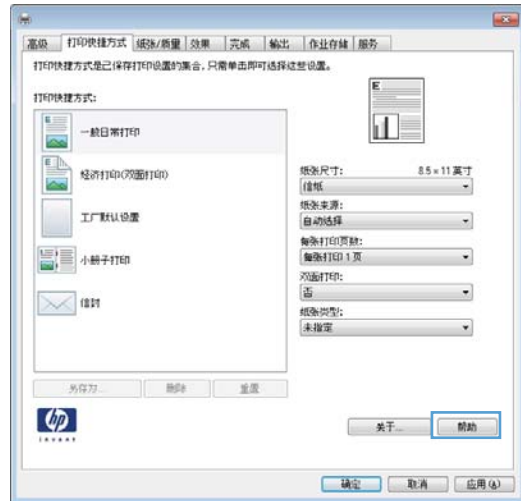 高级 打印快捷方式 纸张/质量 效果 完成 输出 作业存储 服务
打印快捷方式是已保存打印设置的集合，只需单击即可选择这些设置。
打印快捷方式：
一般日常打印
经济打印(双面打印)
工厂默认设置
小册子打印
信封
另存为... 删除 重置
E
纸张尺寸： 8.5 × 11 英寸
信纸
纸张来源：
自动选择
每张打印页数：
每张打印 1 页
双面打印：
否
纸张类型：
未指定
hp
invent
关于... 帮助
确定 取消 应用(A)